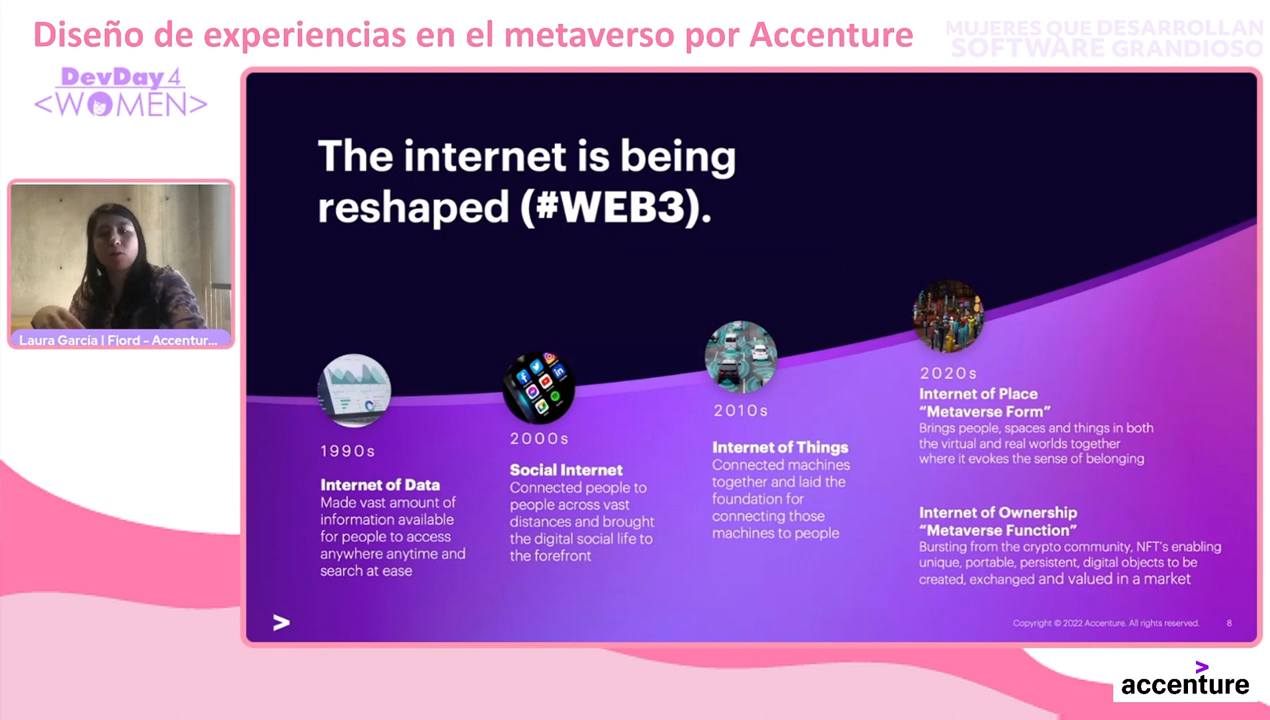 Diseño de experiencias en el metaverso por Accenture
MUJERES QUE DESARROLLAN
SOFTWARE GRANDIOSO
DevDay4
<WOMEN>
The internet is being
reshaped (#WEB3).
Laura García | Fjord - Accentur...
1990s
Internet of Data
Made vast amount of
information available
for people to access
anywhere anytime and
search at ease
2000s
Social Internet
Connected people to
people across vast
distances and brought
the digital social life to
the forefront
2010s
Internet of Things
Connected machines
together and laid the
foundation for
connecting those
machines to people
2020s
Internet of Place
“Metaverse Form”
Brings people, spaces and things in both
the virtual and real worlds together
where it evokes the sense of belonging
Internet of Ownership
“Metaverse Function”
Bursting from the crypto community, NFT's enabling
unique, portable, persistent, digital objects to be
created, exchanged and valued in a market
>
Copyright © 2022 Accenture. All rights reserved. 8
accenture